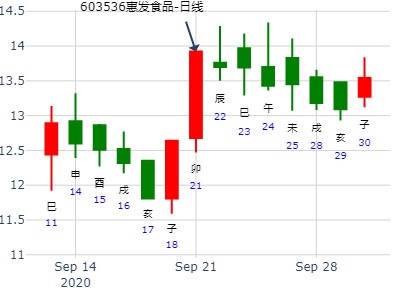 603536惠发食品-日线
14.5
14
13.5
13
12.5
12
11.5
11
巳
11
申
14
酉
15
戌
16
亥
17
子
18
卯
21
辰
22
巳
23
午
24
未
25
戌
28
亥
29
子
30
Sep 14
2020
Sep 21
Sep 28